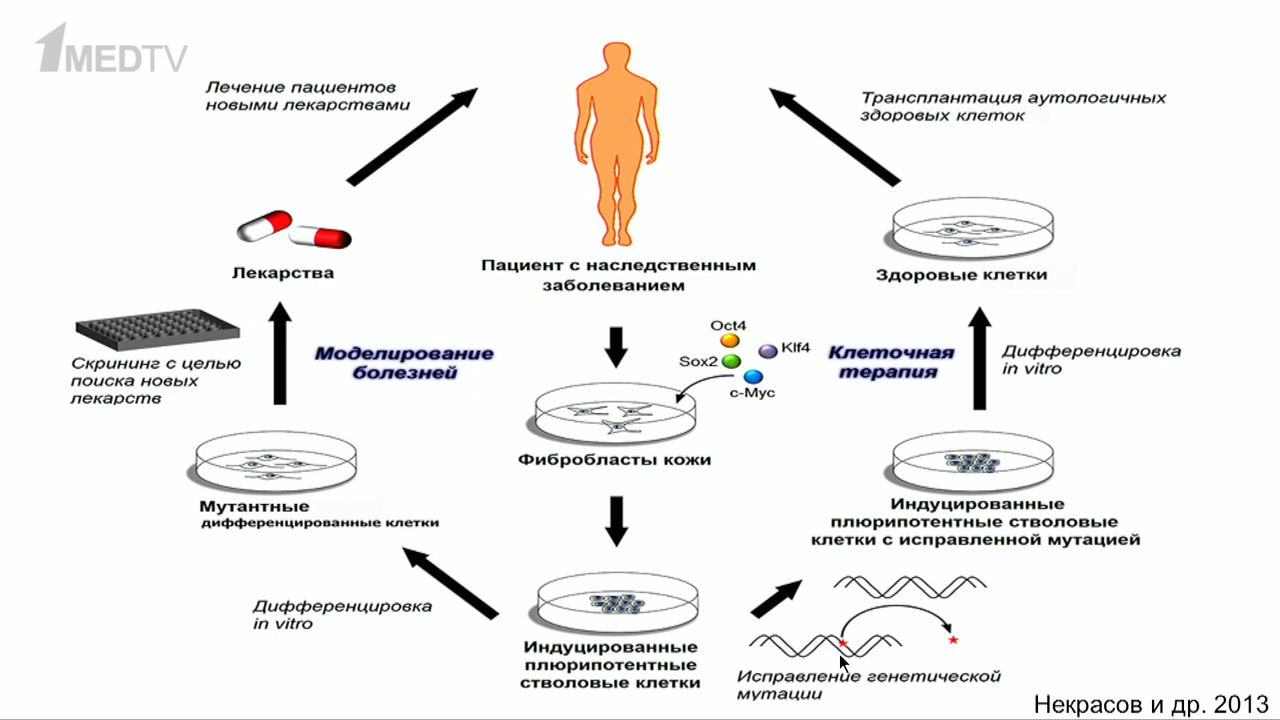 1MEDTV
Лечение пациентов
новыми лекарствами
Трансплантация аутологичных
здоровых клеток
Лекарства
Пациент с наследственным
заболеванием
Здоровые клетки
Скрининг с целью
поиска новых
лекарств
Моделирование
болезней
Oct4
Sox2
Klf4
c-Myc
Клеточная
терапия
Дифференцировка
in vitro
Фибробласты кожи
Мутантные
дифференцированные клетки
Индуцированные
плюрипотентные стволовые
клетки с исправленной мутацией
Дифференцировка
in vitro
Индуцированные
плюрипотентные
стволовые клетки
Исправление генетической
мутации
Некрасов и др. 2013